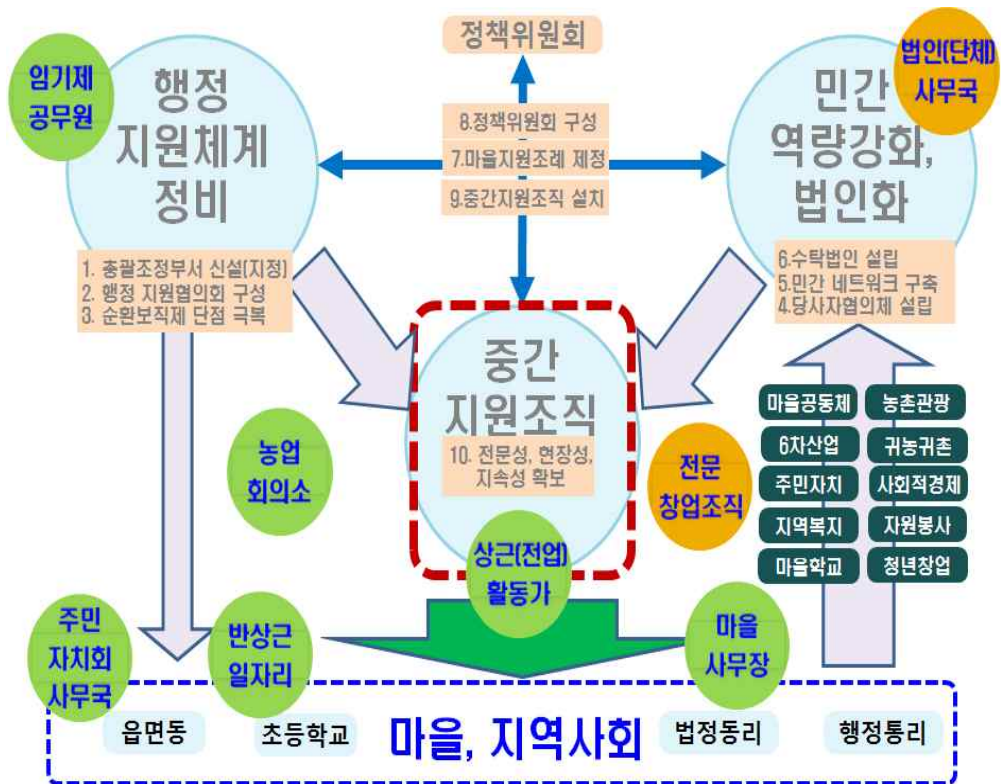 정책위원회
임기제
공무원
행정
지원체계
정비
1. 총괄조정부서 신설(지정)
2. 행정 지원협의회 구성
3. 순환보직제 단점 극복
8.정책위원회 구성
7.마을지원조례 제정
9.중간지원조직 설치
법인(단체)
사무국
민간
역량강화,
법인화
6.수탁법인 설립
5.민간 네트워크 구축
4.당사자협의체 설립
중간
지원조직
10. 전문성, 현장성,
지속성 확보
농업
회의소
전문
창업조직
마을공동체
농촌관광
6차산업
귀농귀촌
주민자치
사회적경제
지역복지
자원봉사
마을학교
청년창업
상근(전업)
활동가
주민
자치회
사무국
반상근
일자리
마을
사무장
읍면동
초등학교
마을, 지역사회
법정동리
행정통리